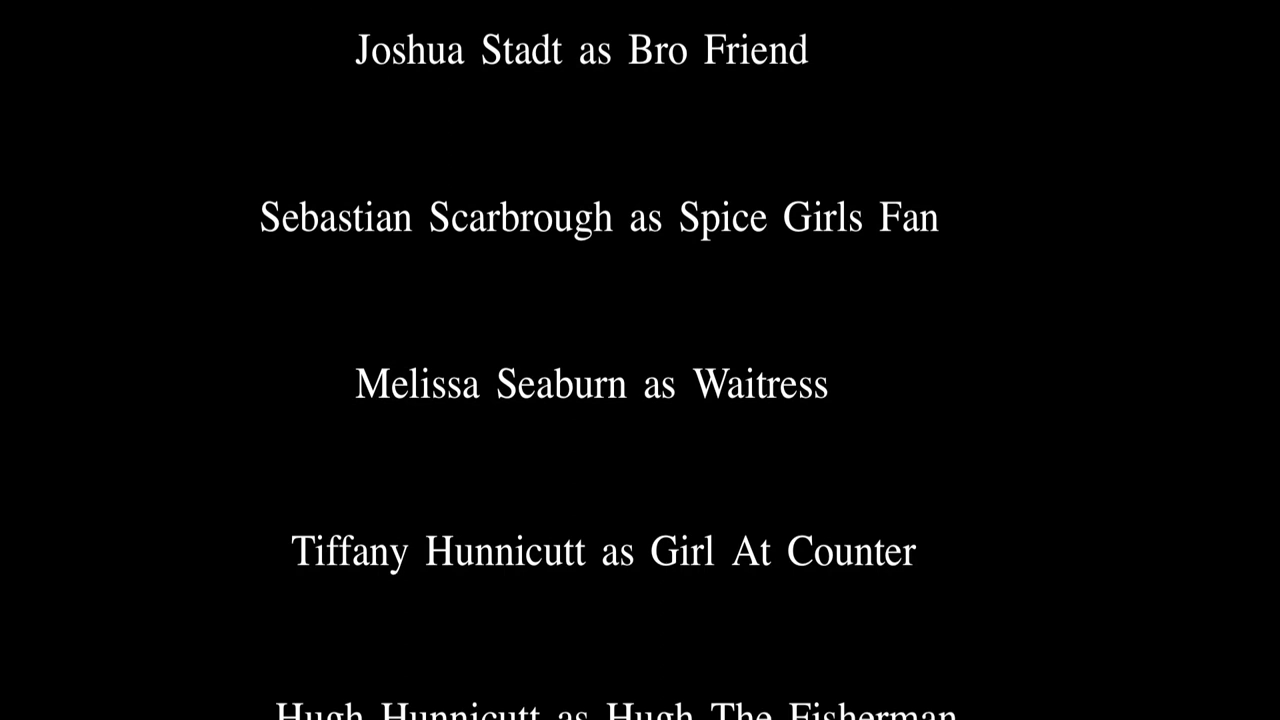 Joshua Stadt as Bro Friend
Sebastian Scarbrough as Spice Girls Fan
Melissa Seaburn as Waitress
Tiffany Hunnicutt as Girl At Counter
Hugh Hunnicutt as Hugh The Fisherman